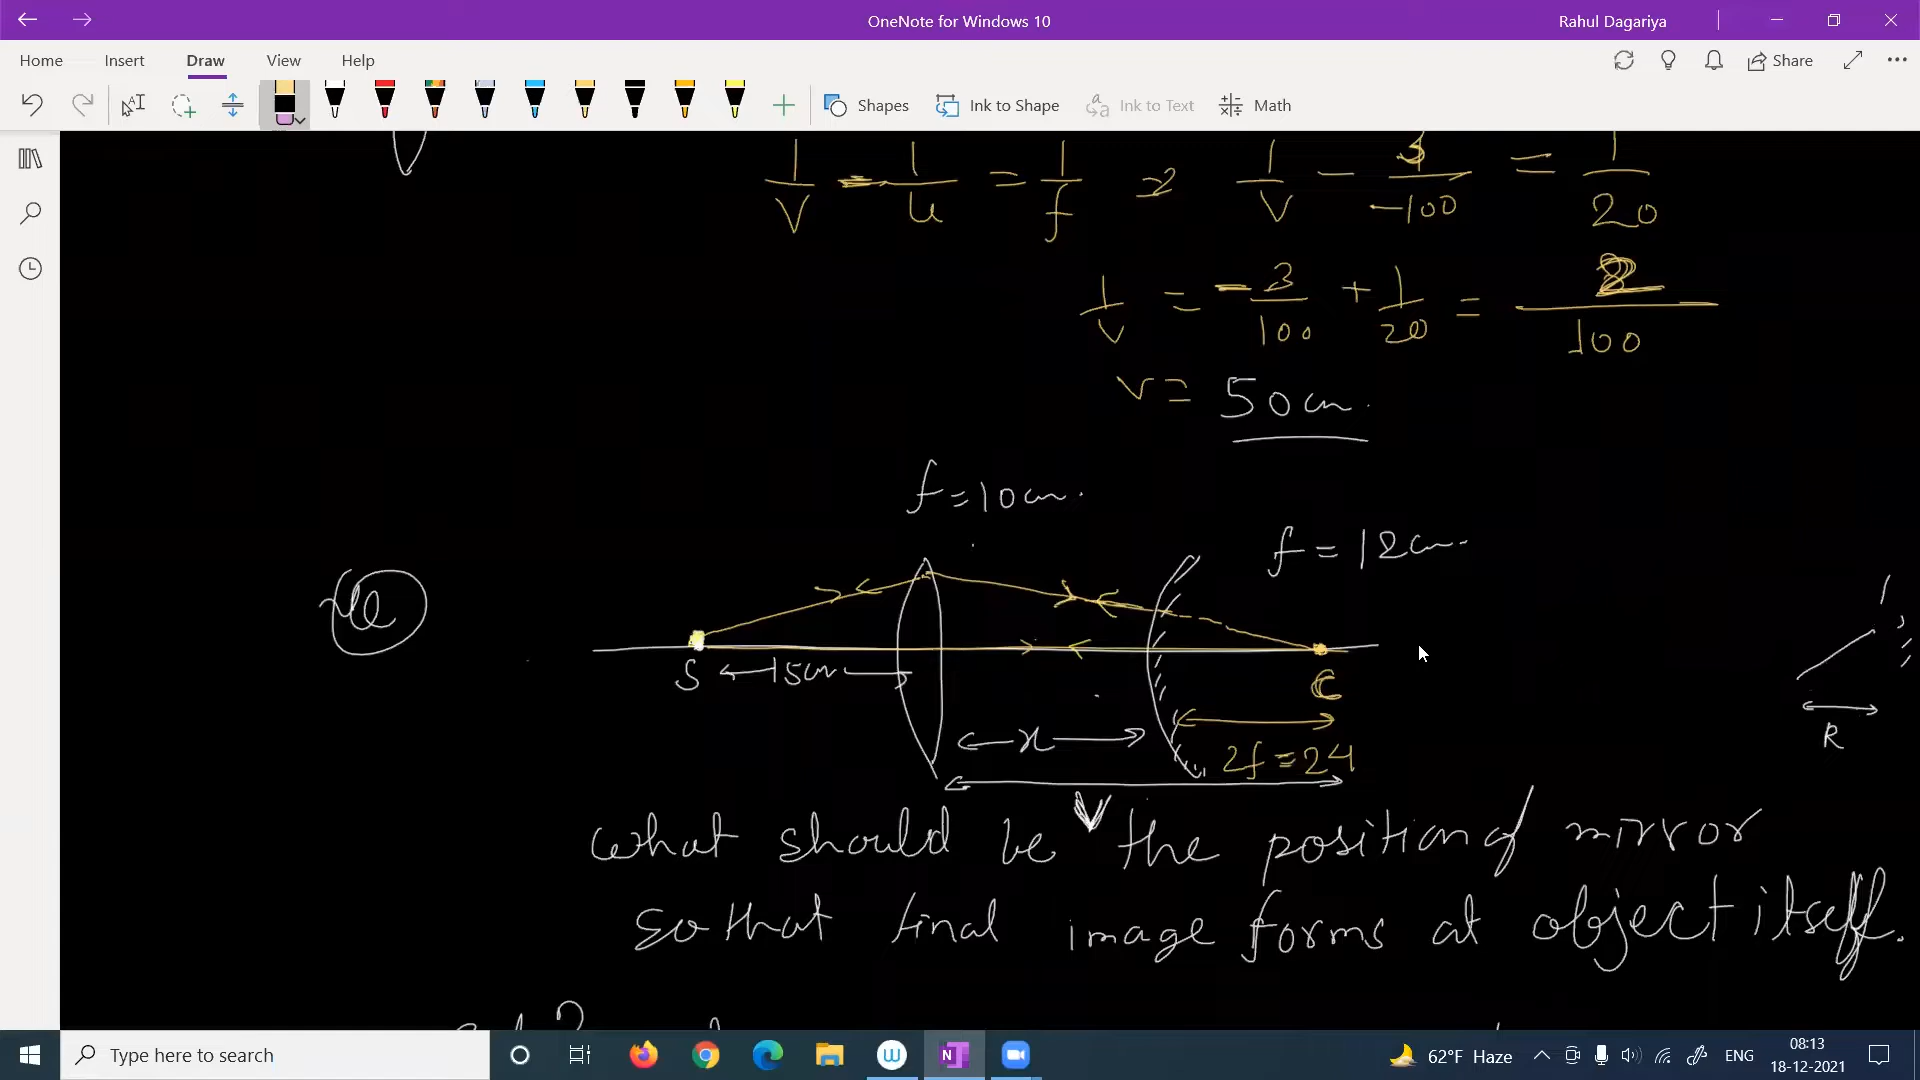 OneNote for Windows 10
Rahul Dagariya
Home Insert Draw View Help
Share
Shapes Ink to Shape Ink to Text Math
1/V - 1/u = 1/f ⇒ 1/V - 3/-100 = 1/20
1/V = -3/100 + 1/20 = 2/100
V = 50cm.
f=10cm.
f = 12cm.
S 15cm
C
x
2f=24
R
V
what should be the position of mirror
so that final image forms at object itself.
Type here to search
62°F Haze
ENG
08:13
18-12-2021